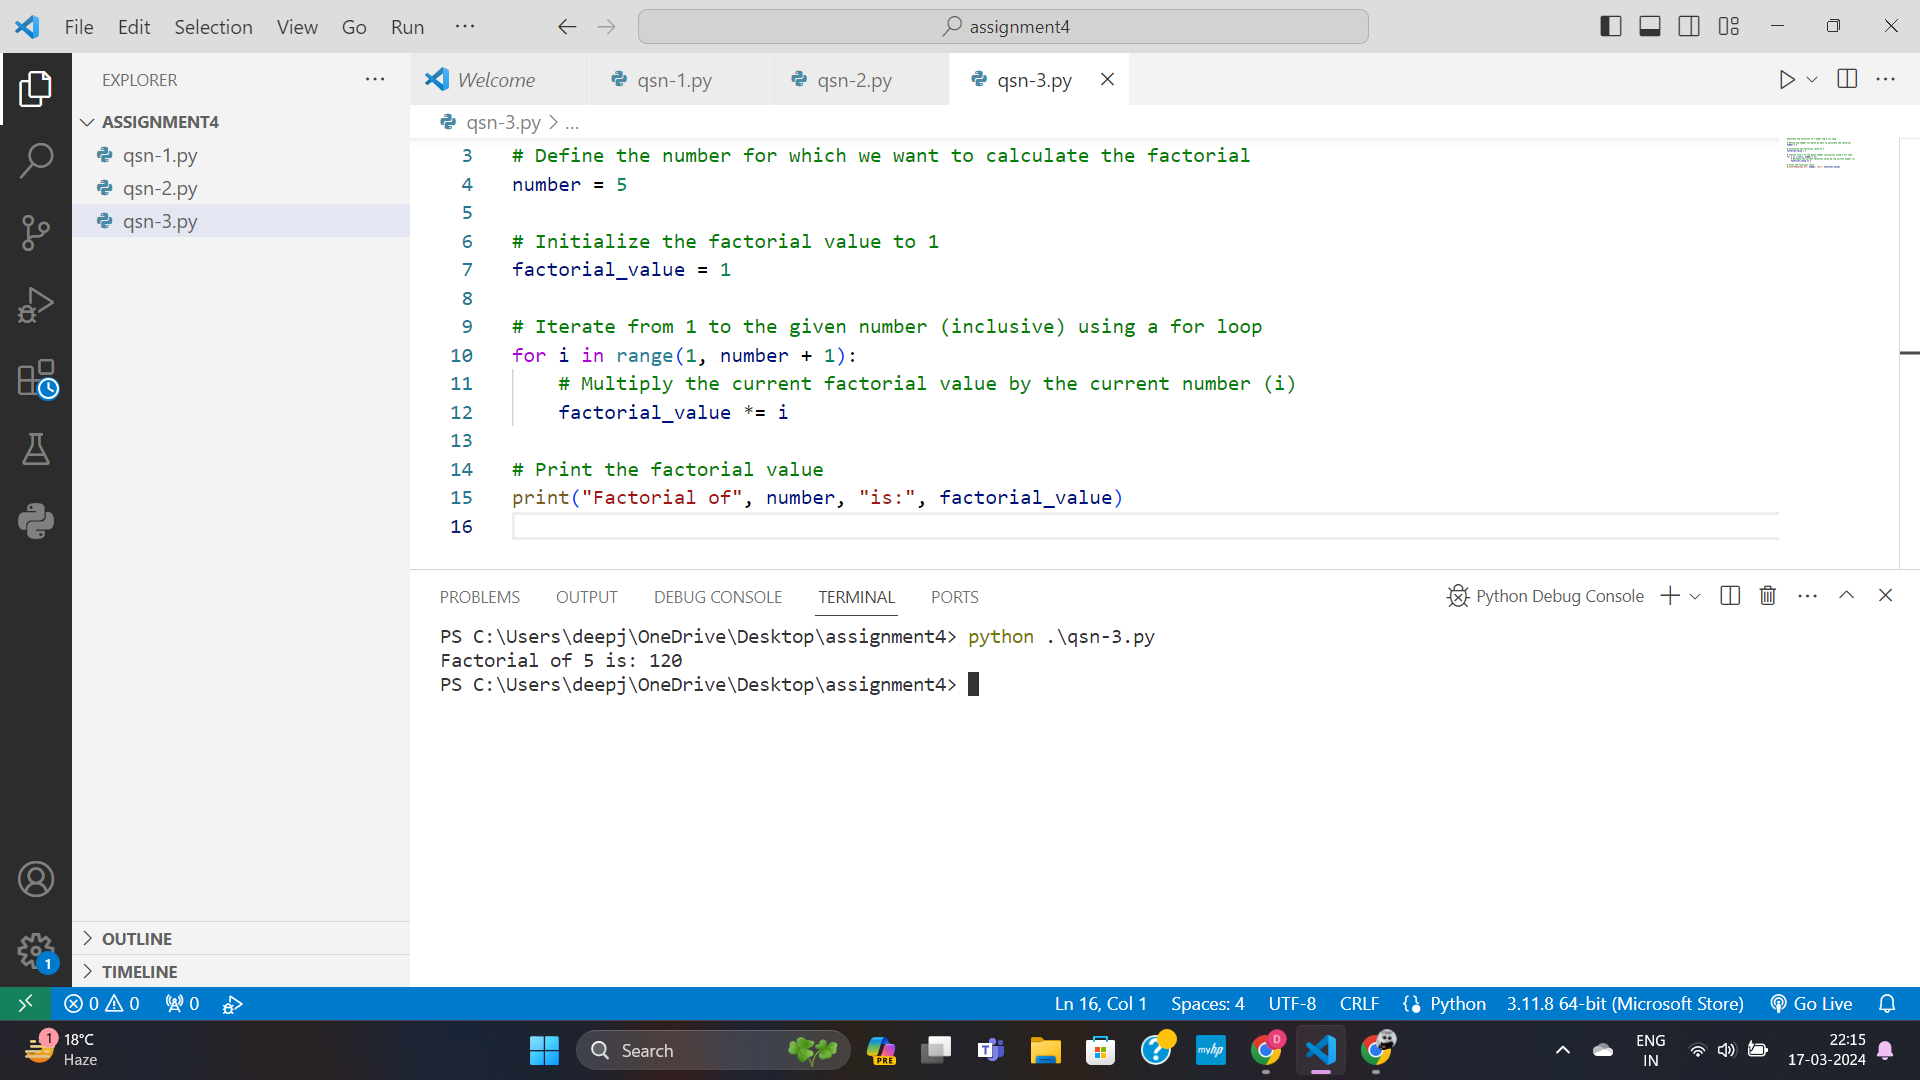 File Edit Selection View Go Run ···
assignment4
EXPLORER ···
ASSIGNMENT4
qsn-1.py
qsn-2.py
qsn-3.py
OUTLINE
TIMELINE
Welcome qsn-1.py qsn-2.py qsn-3.py
qsn-3.py > ...
3 # Define the number for which we want to calculate the factorial
4 number = 5
5
6 # Initialize the factorial value to 1
7 factorial_value = 1
8
9 # Iterate from 1 to the given number (inclusive) using a for loop
10 for i in range(1, number + 1):
11     # Multiply the current factorial value by the current number (i)
12     factorial_value *= i
13
14 # Print the factorial value
15 print("Factorial of", number, "is:", factorial_value)
16
PROBLEMS OUTPUT DEBUG CONSOLE TERMINAL PORTS Python Debug Console
PS C:\Users\deepj\OneDrive\Desktop\assignment4> python .\qsn-3.py
Factorial of 5 is: 120
PS C:\Users\deepj\OneDrive\Desktop\assignment4>
1
0 0 0 Ln 16, Col 1 Spaces: 4 UTF-8 CRLF {} Python 3.11.8 64-bit (Microsoft Store) Go Live
1 18°C
Haze
Search
PRE
myhp
D
ENG
IN
22:15
17-03-2024